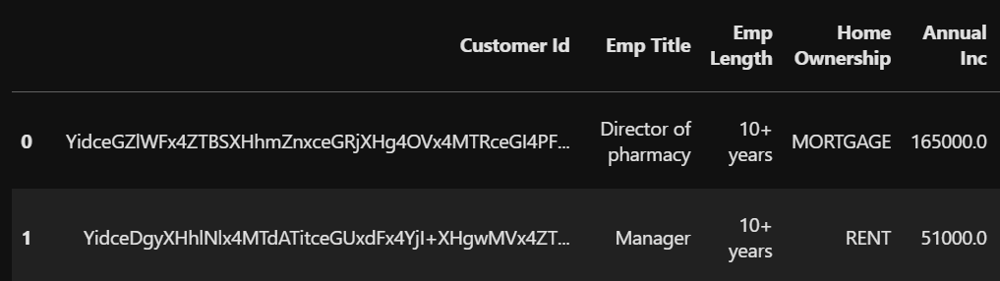 Customer Id Emp Title Emp Length Home Ownership Annual Inc
0 YidceGZlWFx4ZTBSXHhmZnxceGRjXHg4OVx4MTRceGI4PF... Director of pharmacy 10+ years MORTGAGE 165000.0
1 YidceDgyXHhlNlx4MTdATitceGUxdFx4YjI+XHgwMVx4ZT... Manager 10+ years RENT 51000.0